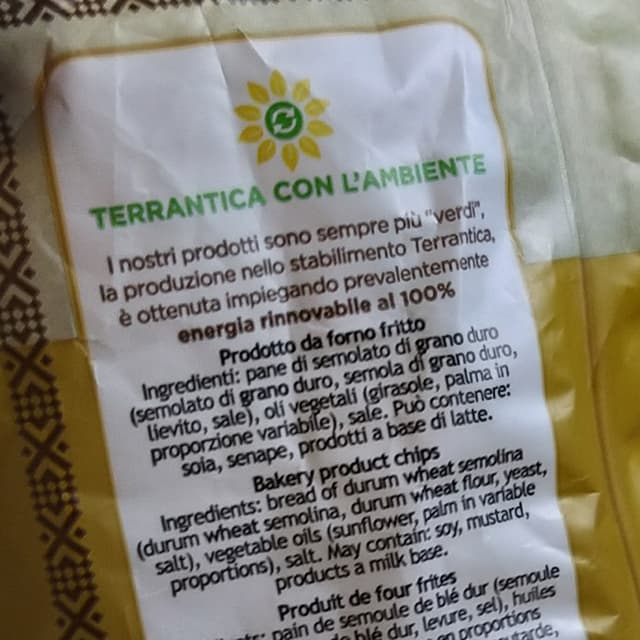 TERRANTICA CON L'AMBIENTE
I nostri prodotti sono sempre più "verdi",
la produzione nello stabilimento Terrantica,
è ottenuta impiegando prevalentemente
energia rinnovabile al 100%
Prodotto da forno fritto
Ingredienti: pane di semolato di grano duro
(semolato di grano duro, semola di grano duro,
lievito, sale), oli vegetali (girasole, palma in
proporzione variabile), sale. Può contenere:
soia, senape, prodotti a base di latte.
Bakery product chips
Ingredients: bread of durum wheat semolina
(durum wheat semolina, durum wheat flour, yeast,
salt), vegetable oils (sunflower, palm in variable
proportions), salt. May contain: soy, mustard,
products a milk base.
Produit de four frites
pain de semoule de blé dur (semoule
blé dur, levure, sel), huiles
en proportions